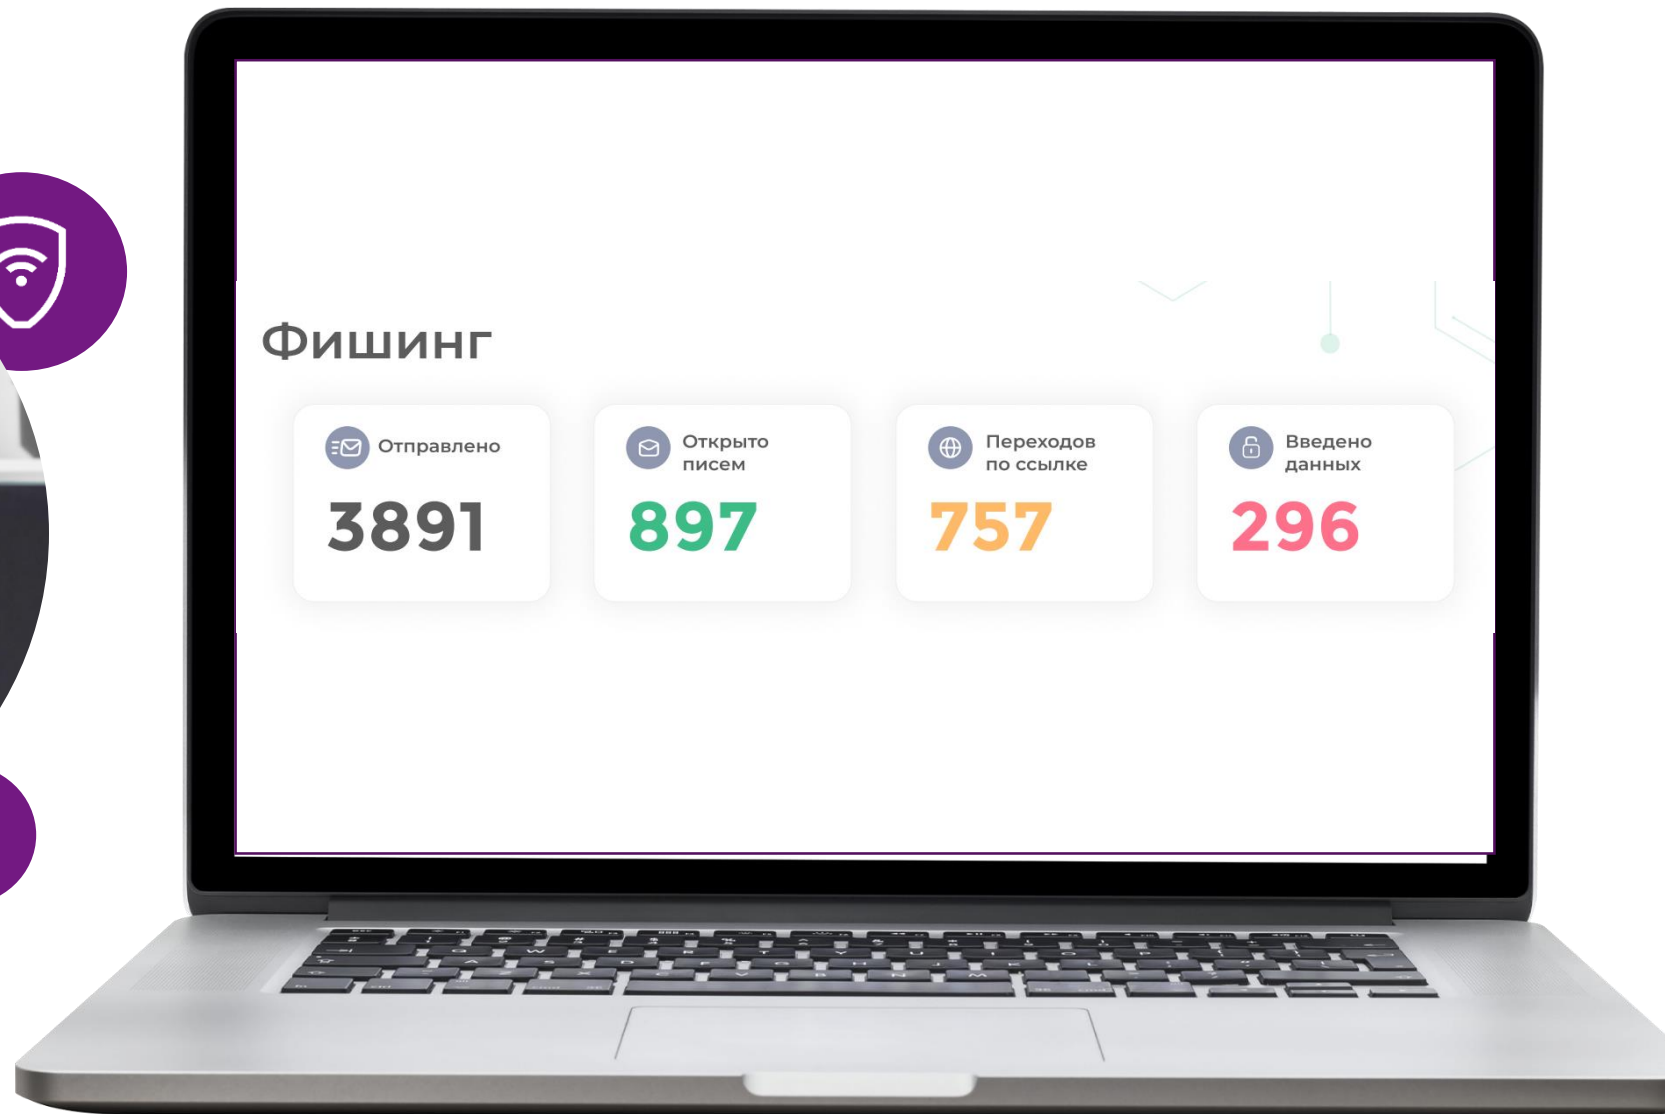 Фишинг
Отправлено
3891
Открыто
писем
897
Переходов
по ссылке
757
Введено
данных
296